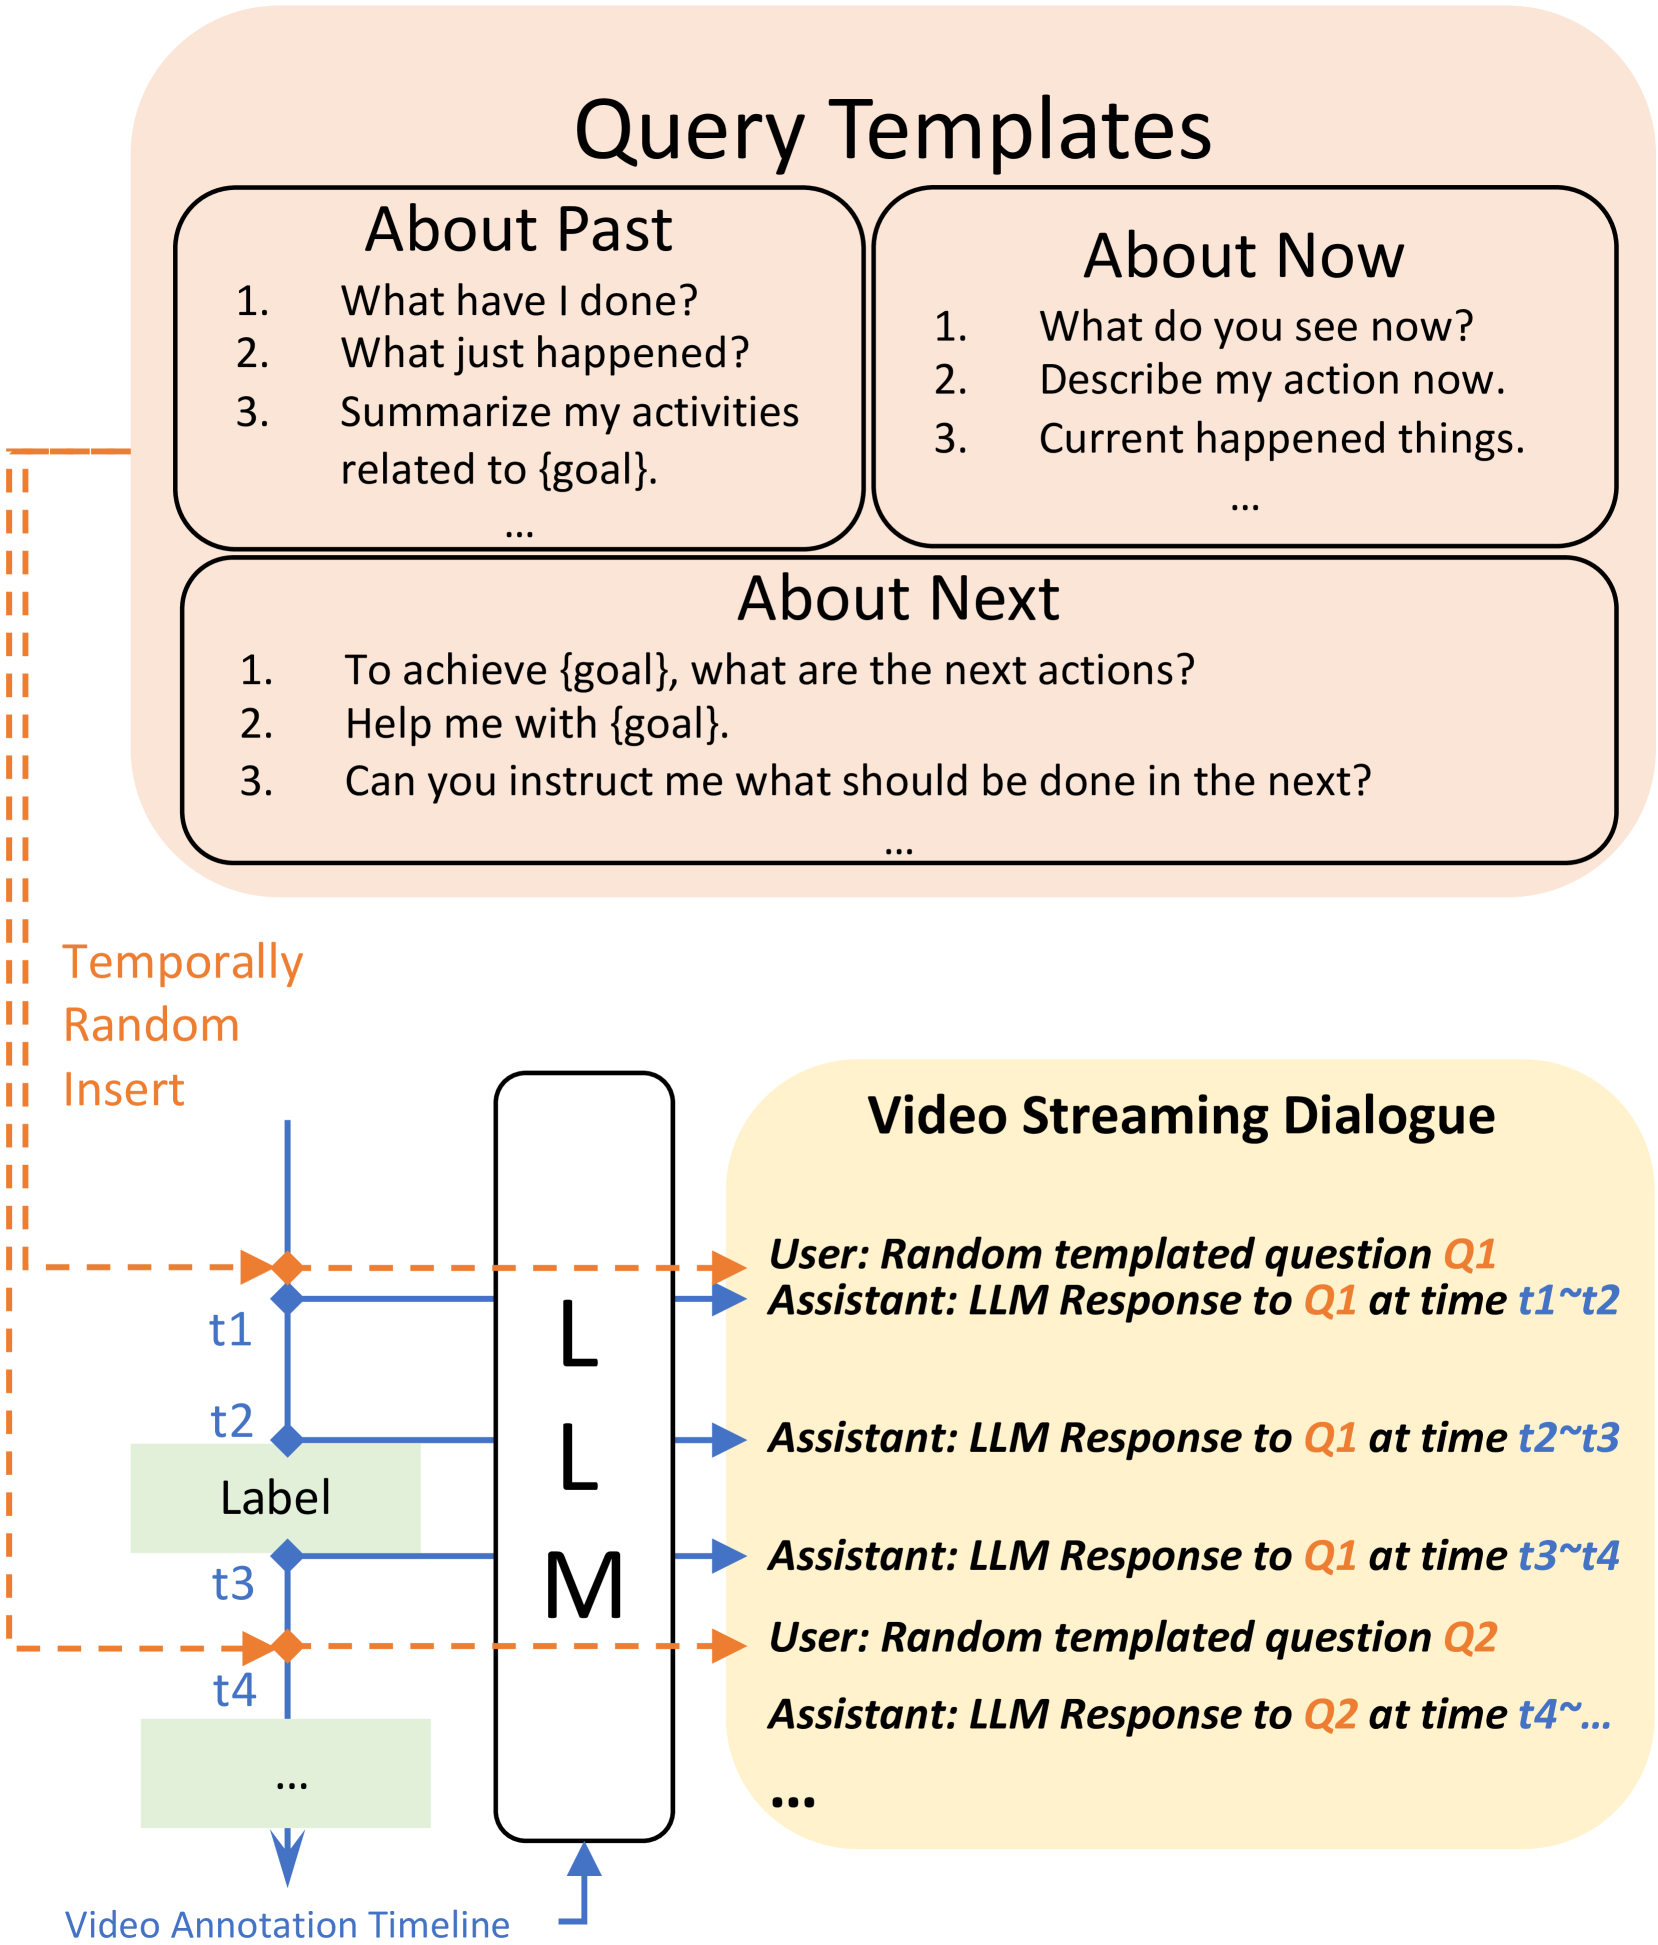 Query Templates
About Past
1. What have I done?
2. What just happened?
3. Summarize my activities
related to {goal}.
...
About Now
1. What do you see now?
2. Describe my action now.
3. Current happened things.
...
About Next
1. To achieve {goal}, what are the next actions?
2. Help me with {goal}.
3. Can you instruct me what should be done in the next?
...
Temporally
Random
Insert
t1
t2
Label
t3
t4
...
Video Annotation Timeline
L
L
M
Video Streaming Dialogue
User: Random templated question Q1
Assistant: LLM Response to Q1 at time t1~t2
Assistant: LLM Response to Q1 at time t2~t3
Assistant: LLM Response to Q1 at time t3~t4
User: Random templated question Q2
Assistant: LLM Response to Q2 at time t4~...
...